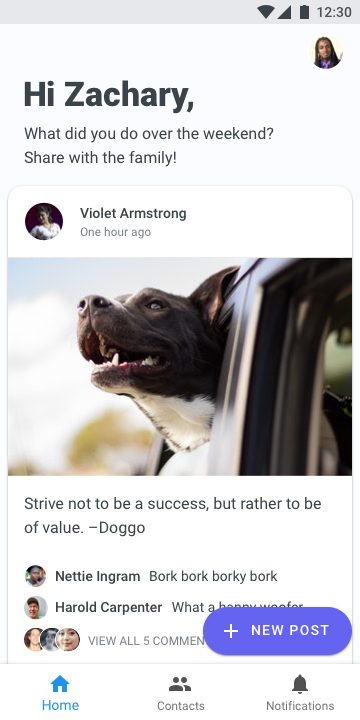 12:30
Hi Zachary,
What did you do over the weekend?
Share with the family!
Violet Armstrong
One hour ago
Strive not to be a success, but rather to be
of value. –Doggo
Nettie Ingram Bork bork borky bork
Harold Carpenter What a happy woofer
VIEW ALL 5 COMMEN
NEW POST
Home Contacts Notifications